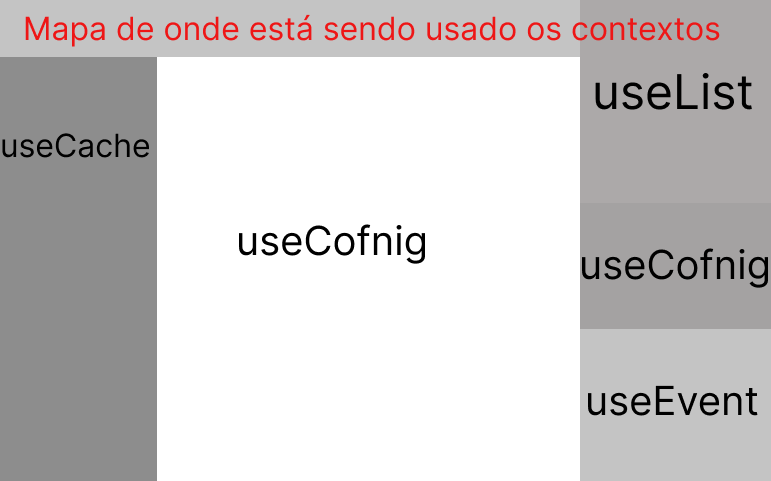 Mapa de onde está sendo usado os contextos
useList
useCache
useCofnig
useCofnig
useEvent